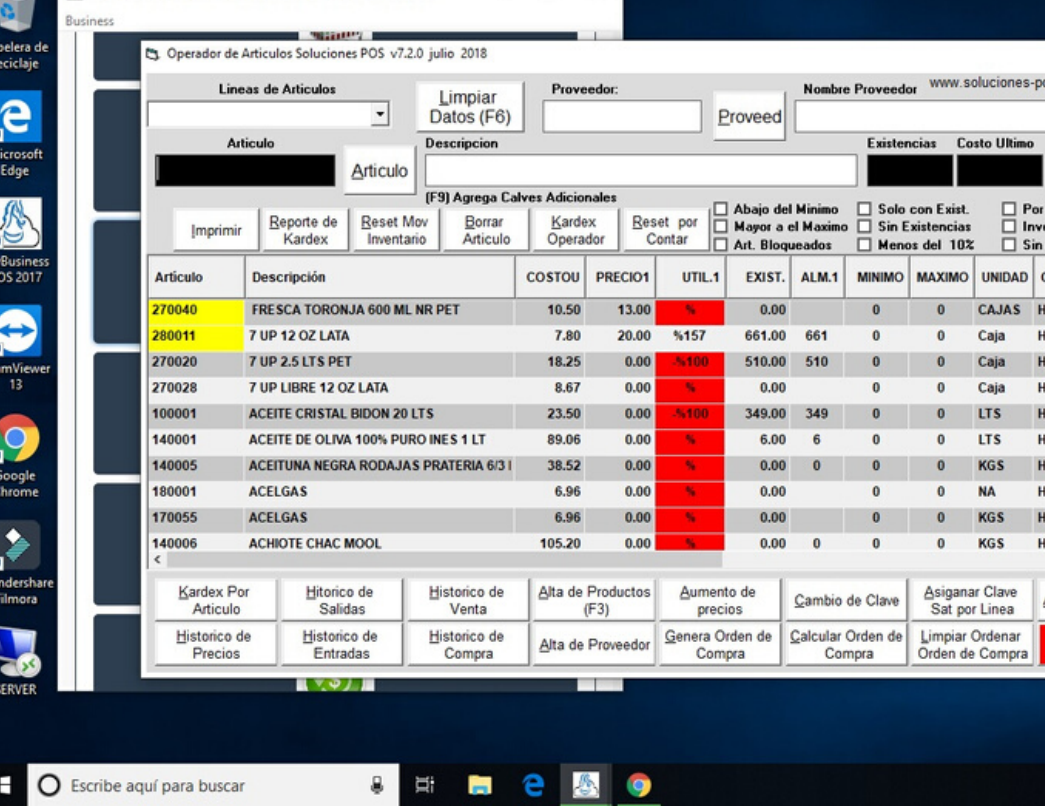 Business
Operador de Articulos Soluciones POS v7.2.0 julio 2018
Lineas de Articulos
Limpiar
Datos (F6)
Proveedor:
Proveed
Nombre Proveedor
www.soluciones-po
Articulo
Articulo
Descripcion
Existencias
Costo Ultimo
(F9) Agrega Calves Adicionales
Imprimir
Reporte de
Kardex
Reset Mov
Inventario
Borrar
Articulo
Kardex
Operador
Reset por
Contar
Abajo del Minimo
Solo con Exist.
Por
Mayor a el Maximo
Sin Existencias
Inve
Art. Bloqueados
Menos del 10%
Sin
Artículo Descripción COSTOU PRECIO1 UTIL.1 EXIST. ALM.1 MINIMO MAXIMO UNIDAD
270040 FRESCA TORONJA 600 ML NR PET 10.50 13.00 % 0.00 0 0 CAJAS H
280011 7 UP 12 OZ LATA 7.80 20.00 %157 661.00 661 0 0 Caja H
270020 7 UP 2.5 LTS PET 18.25 0.00 -%100 510.00 510 0 0 Caja H
270028 7 UP LIBRE 12 OZ LATA 8.67 0.00 % 0.00 0 0 Caja H
100001 ACEITE CRISTAL BIDON 20 LTS 23.50 0.00 -%100 349.00 349 0 0 LTS H
140001 ACEITE DE OLIVA 100% PURO INES 1 LT 89.06 0.00 % 6.00 6 0 0 LTS H
140005 ACEITUNA NEGRA RODAJAS PRATERIA 6/3 38.52 0.00 % 0.00 0 0 0 KGS H
180001 ACELGAS 6.96 0.00 % 0.00 0 0 NA H
170055 ACELGAS 6.96 0.00 % 0.00 0 0 KGS H
140006 ACHIOTE CHAC MOOL 105.20 0.00 % 0.00 0 0 0 KGS H
Kardex Por
Articulo
Hitorico de
Salidas
Historico de
Venta
Alta de Productos
(F3)
Aumento de
precios
Cambio de Clave
Asiganar Clave
Sat por Linea
Historico de
Precios
Historico de
Entradas
Historico de
Compra
Alta de Proveedor
Genera Orden de
Compra
Calcular Orden de
Compra
Limpiar Ordenar
Orden de Compra
pelera de
eciclaje
icrosoft
Edge
Business
OS 2017
mViewer
13
Google
hrome
ndershare
ilmora
SERVER
Escribe aquí para buscar